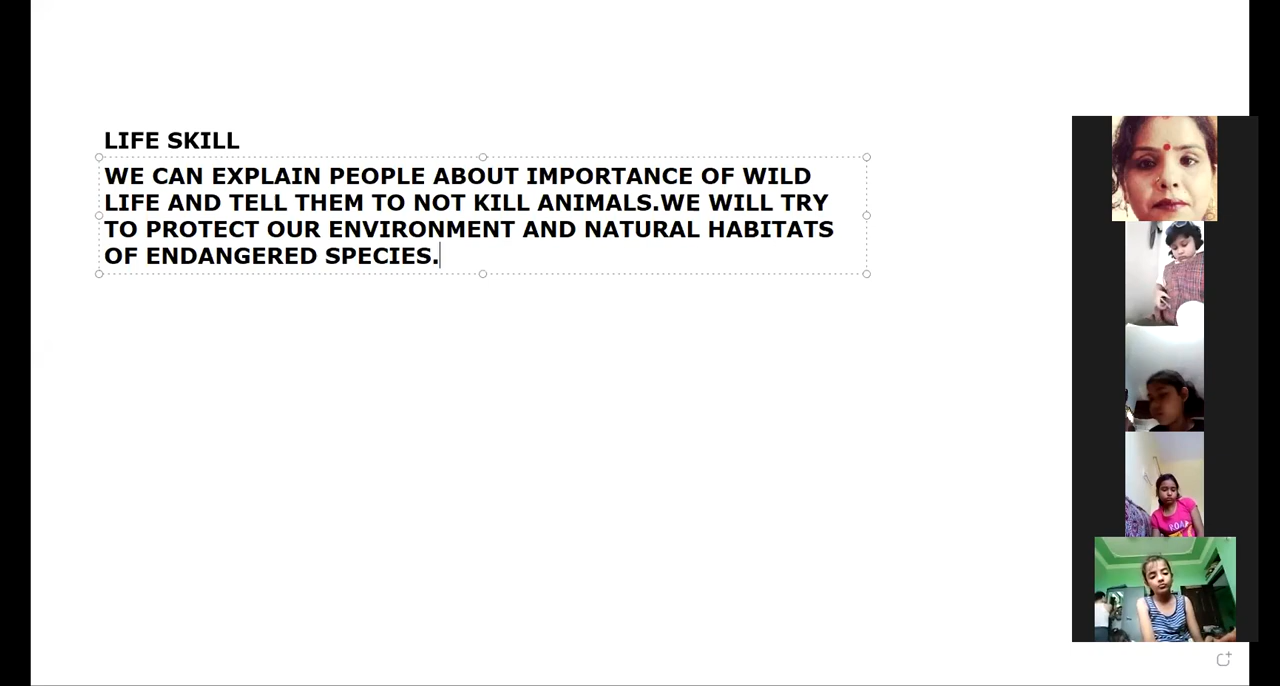 LIFE SKILL
WE CAN EXPLAIN PEOPLE ABOUT IMPORTANCE OF WILD
LIFE AND TELL THEM TO NOT KILL ANIMALS.WE WILL TRY
TO PROTECT OUR ENVIRONMENT AND NATURAL HABITATS
OF ENDANGERED SPECIES.